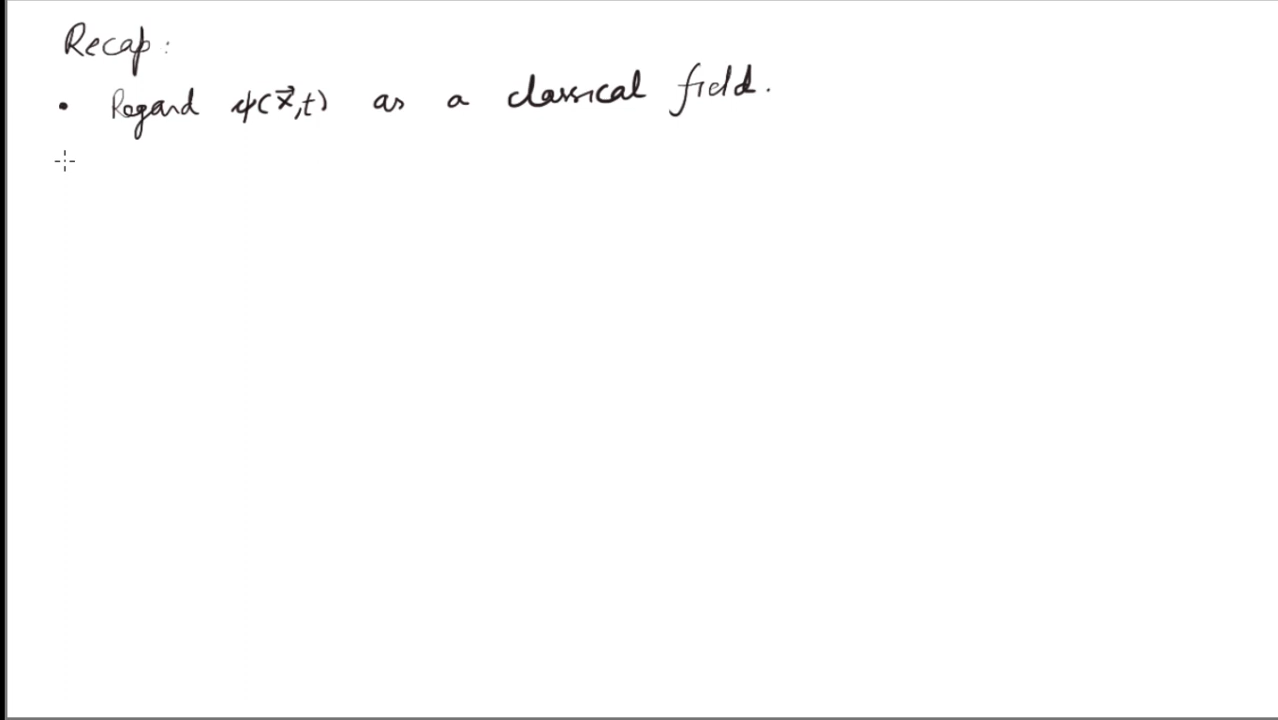 Recap:
• Regard ψ(x⃗,t) as a classical field.